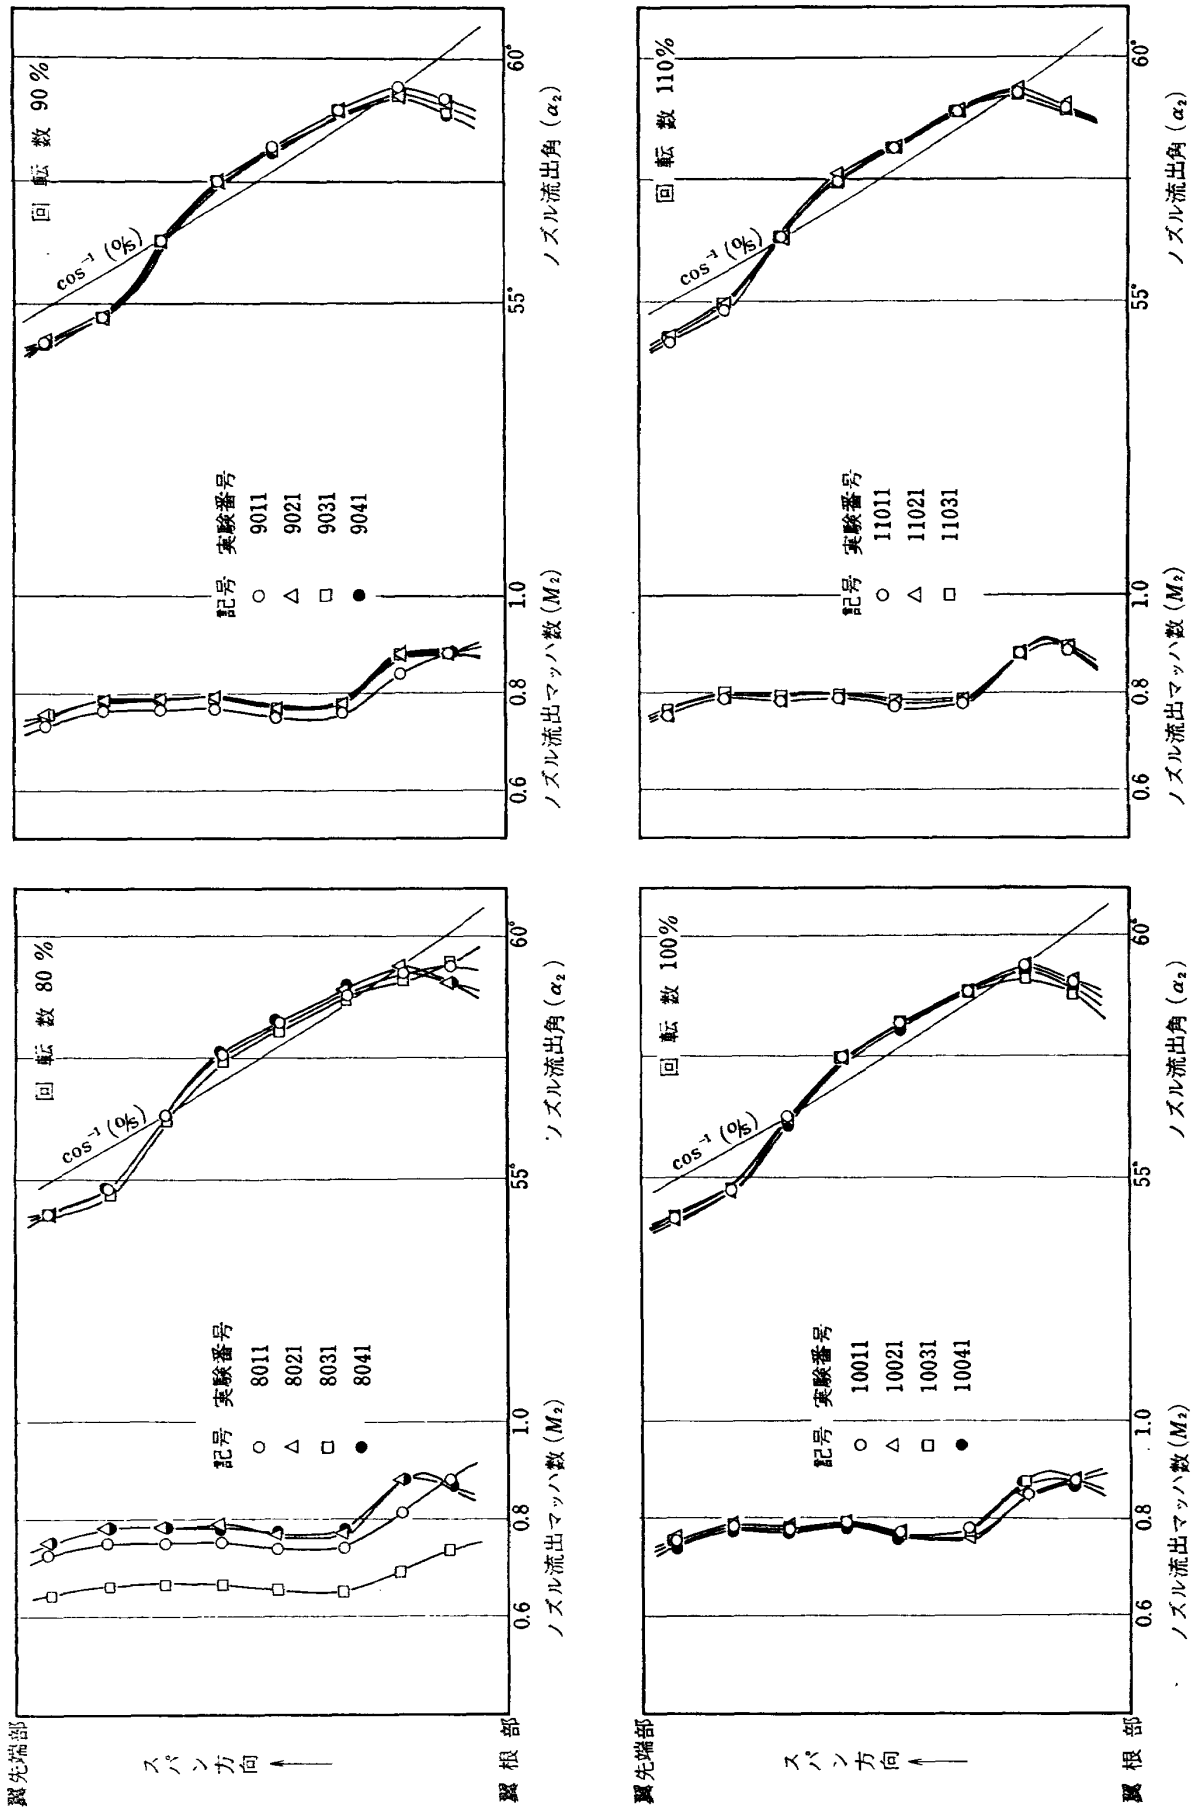 翼先端部
スパン方向
翼根部
回転数 80 %
cos⁻¹ (O/S)
記号 実験番号
○ 8011
△ 8021
□ 8031
● 8041
0.6 0.8 1.0 55° 60°
ノズル流出マッハ数 (M₂)
ノズル流出角 (α₂)
回転数 90 %
cos⁻¹ (O/S)
記号 実験番号
○ 9011
△ 9021
□ 9031
● 9041
0.6 0.8 1.0 55° 60°
ノズル流出マッハ数 (M₂)
ノズル流出角 (α₂)
翼先端部
スパン方向
翼根部
回転数 100%
cos⁻¹ (O/S)
記号 実験番号
○ 10011
△ 10021
□ 10031
● 10041
0.6 0.8 1.0 55° 60°
ノズル流出マッハ数 (M₂)
ノズル流出角 (α₂)
回転数 110%
cos⁻¹ (O/S)
記号 実験番号
○ 11011
△ 11021
□ 11031
0.6 0.8 1.0 55° 60°
ノズル流出マッハ数 (M₂)
ノズル流出角 (α₂)